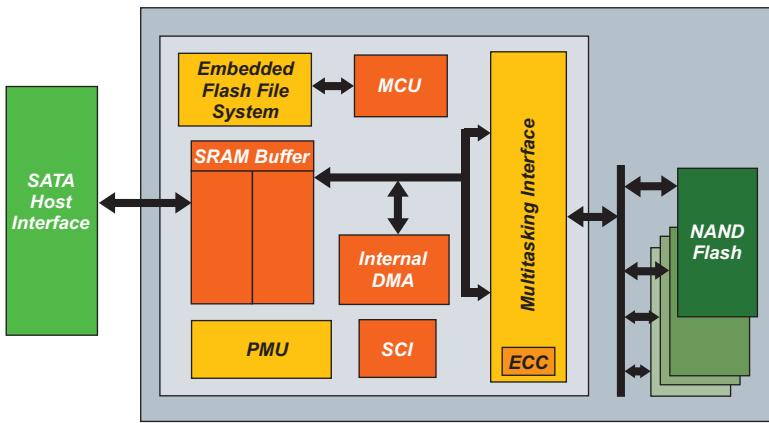 Embedded
Flash File
System
MCU
SRAM Buffer
SATA
Host
Interface
Internal
DMA
Multitasking Interface
NAND
Flash
PMU
SCI
ECC